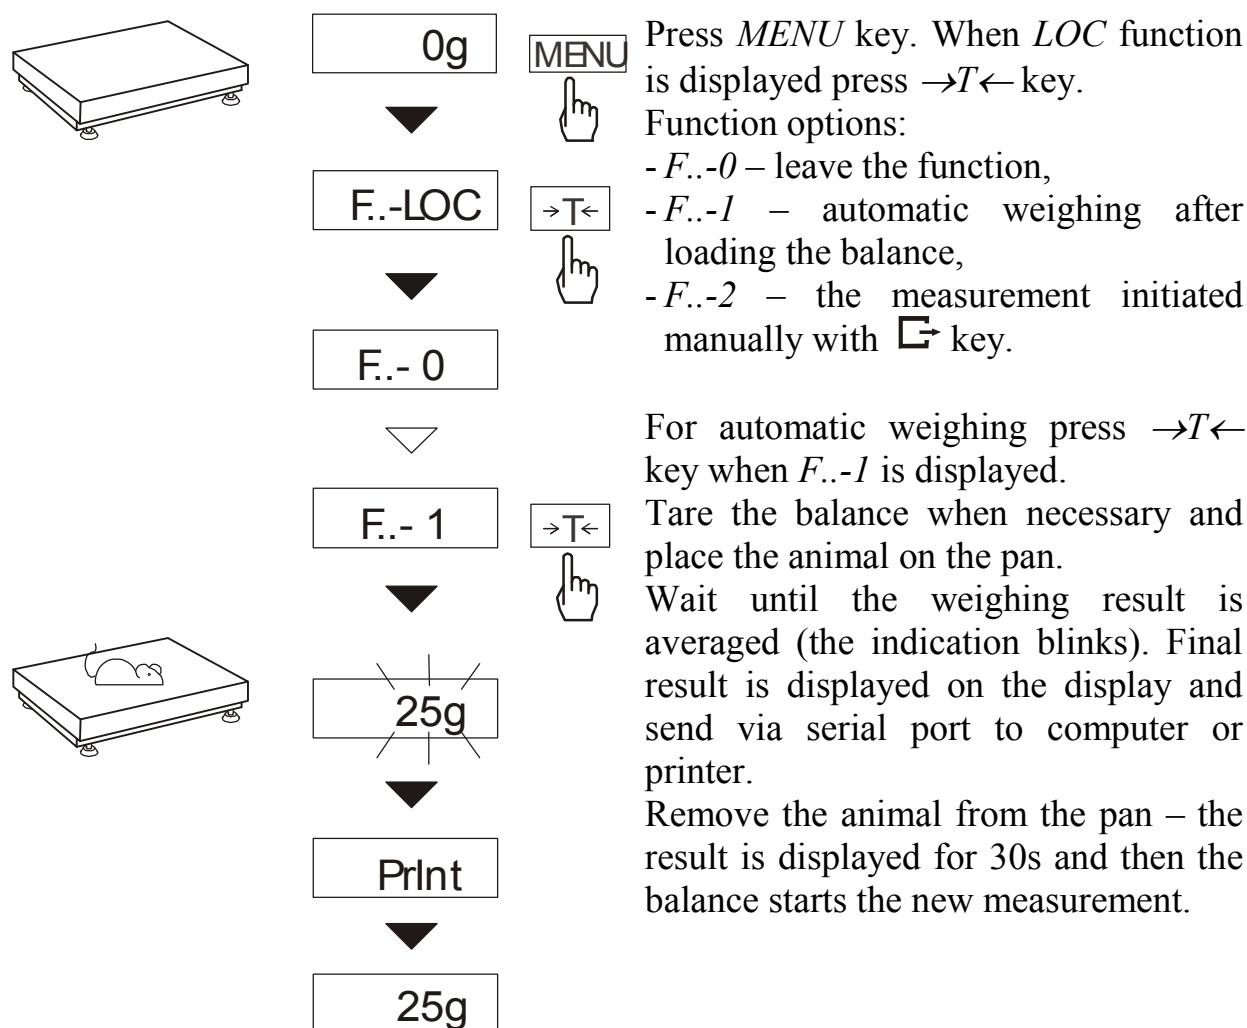 0g
MENU
F..-LOC
→T←
F..- 0
F..- 1
→T←
25g
PrInt
25g
Press MENU key. When LOC function
is displayed press →T← key.
Function options:
- F..-0 – leave the function,
- F..-1 – automatic weighing after
loading the balance,
- F..-2 – the measurement initiated
manually with key.
For automatic weighing press →T←
key when F..-1 is displayed.
Tare the balance when necessary and
place the animal on the pan.
Wait until the weighing result is
averaged (the indication blinks). Final
result is displayed on the display and
send via serial port to computer or
printer.
Remove the animal from the pan – the
result is displayed for 30s and then the
balance starts the new measurement.